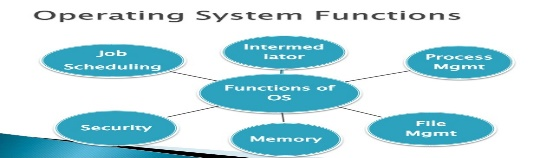 Operating System Functions
Job
Scheduling
Intermed
iator
Process
Mgmt
Functions of
OS
Security
Memory
File
Mgmt